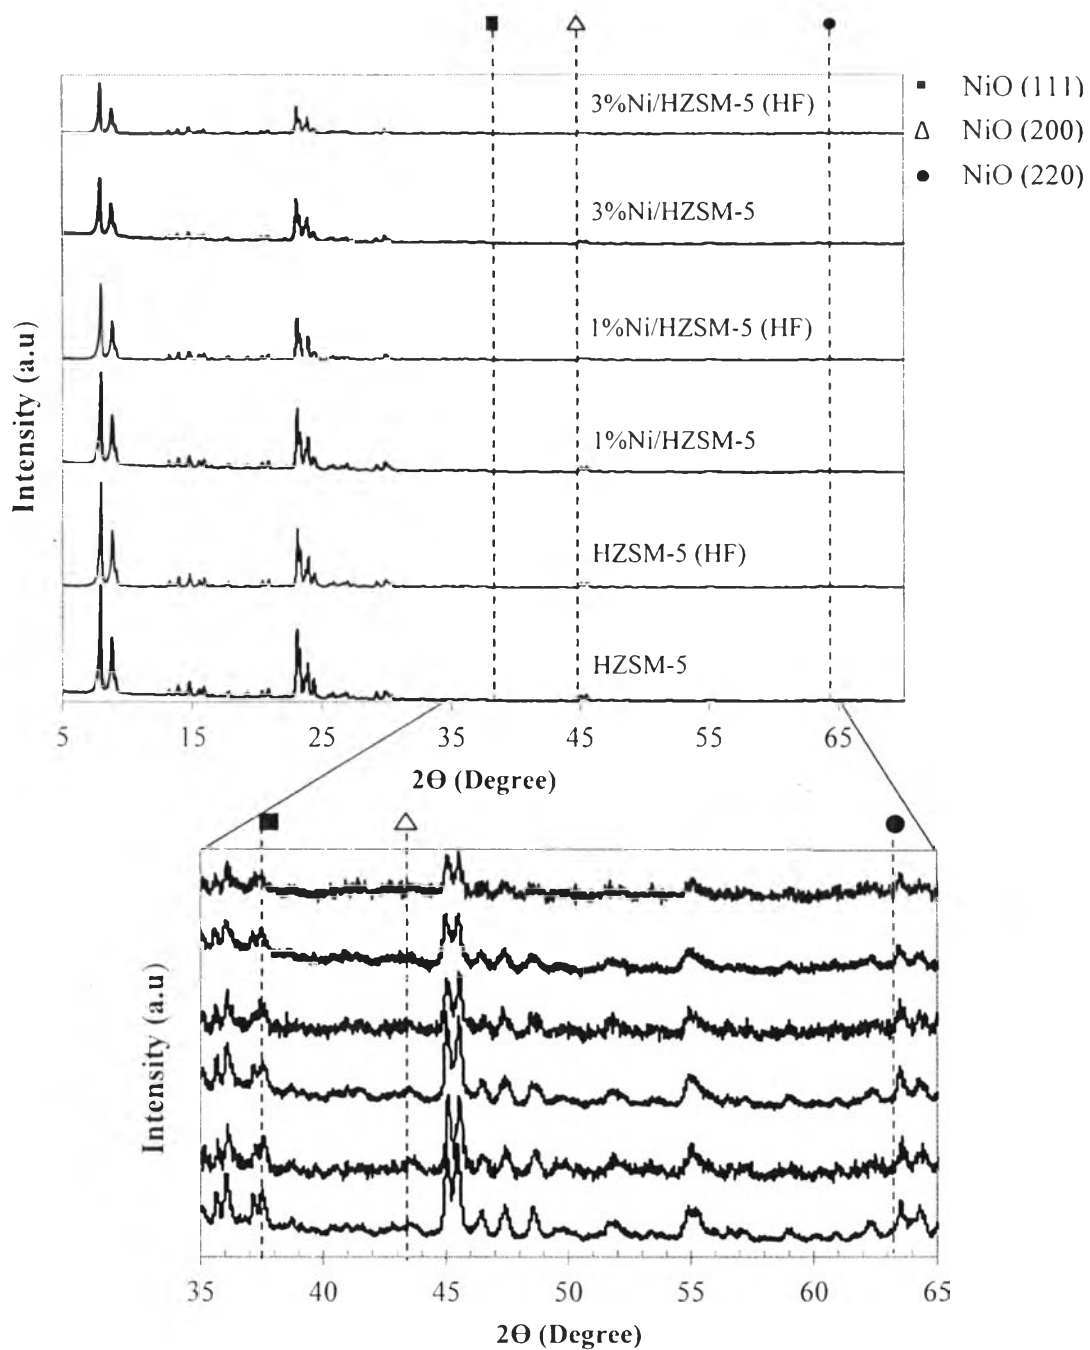 ■ NiO (111)
△ NiO (200)
● NiO (220)
3%Ni/HZSM-5 (HF)
3%Ni/HZSM-5
1%Ni/HZSM-5 (HF)
1%Ni/HZSM-5
HZSM-5 (HF)
HZSM-5
Intensity (a.u)
5 15 25 35 45 55 65
2Θ (Degree)
Intensity (a.u)
35 40 45 50 55 60 65
2Θ (Degree)